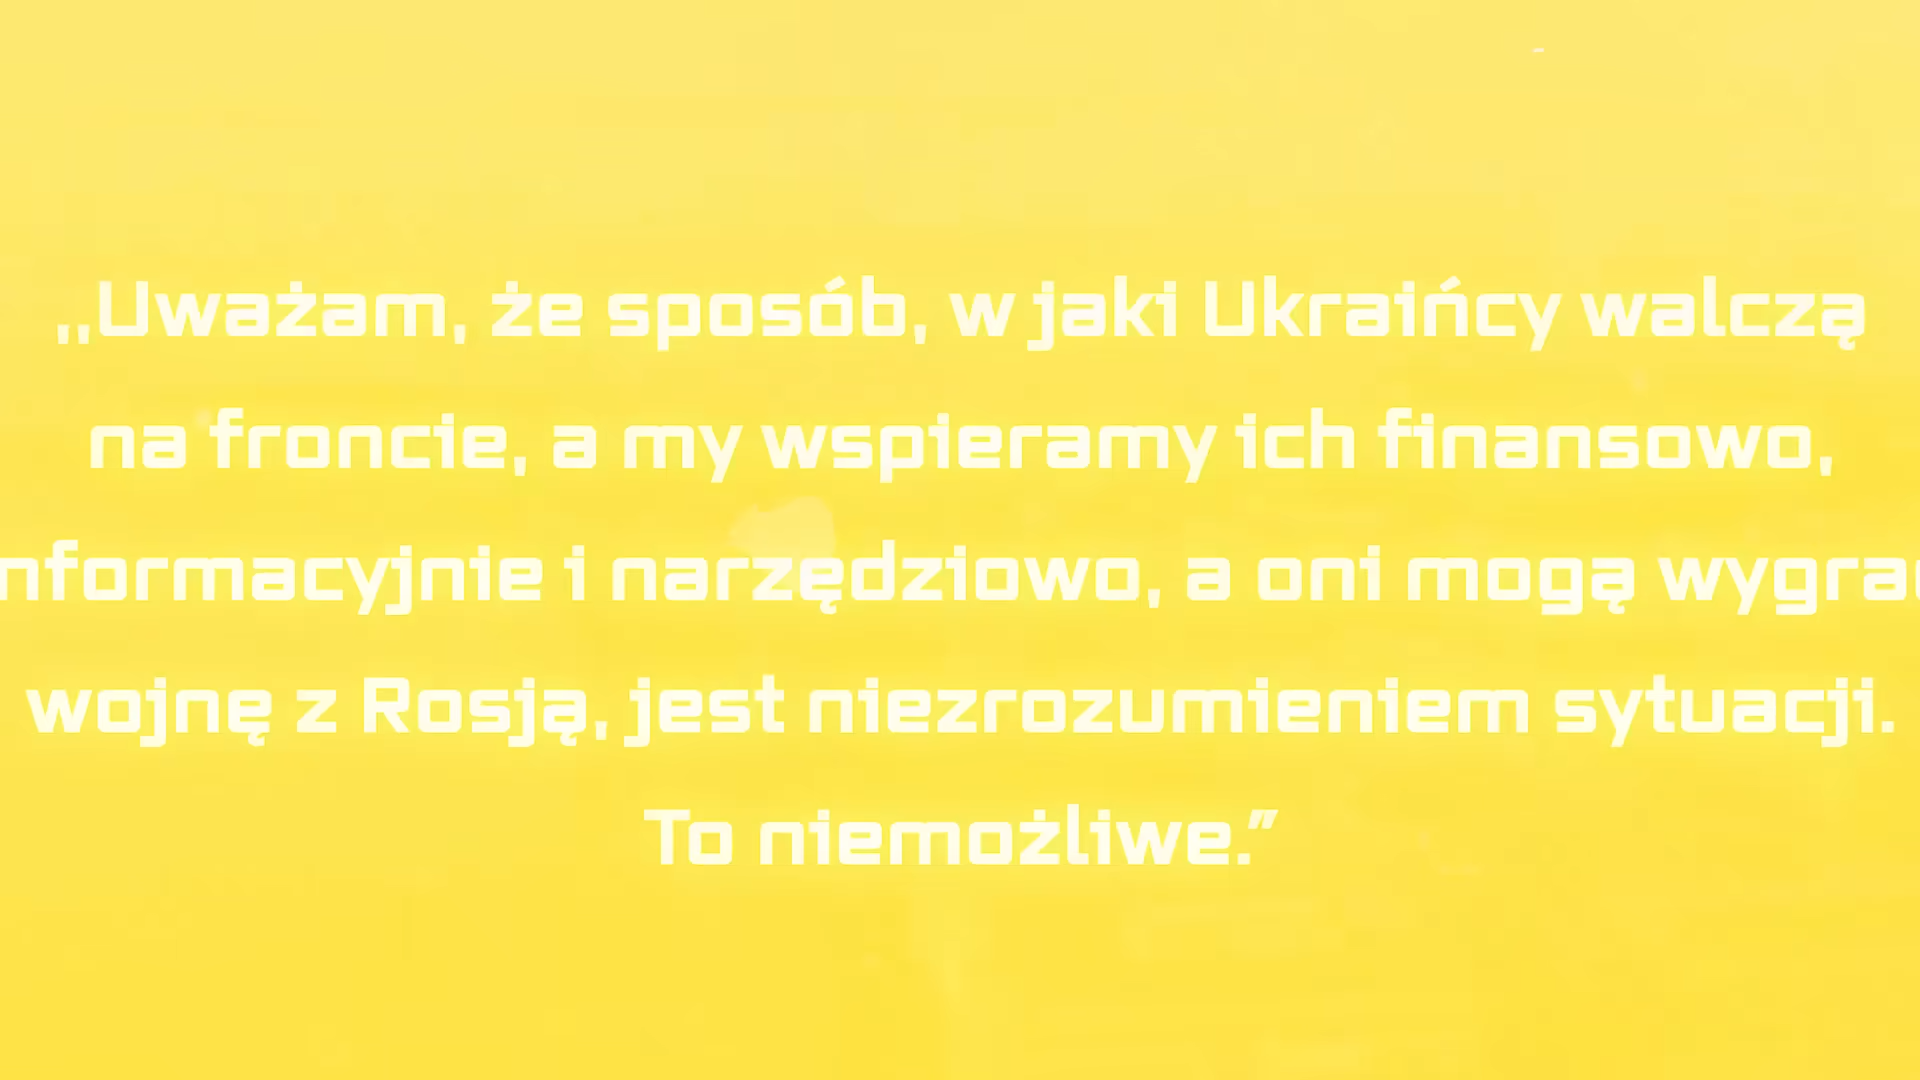 ,,Uważam, że sposób, w jaki Ukraińcy walczą
na froncie, a my wspieramy ich finansowo,
nformacyjnie i narzędziowo, a oni mogą wygrać
wojnę z Rosją, jest niezrozumieniem sytuacji.
To niemożliwe.”